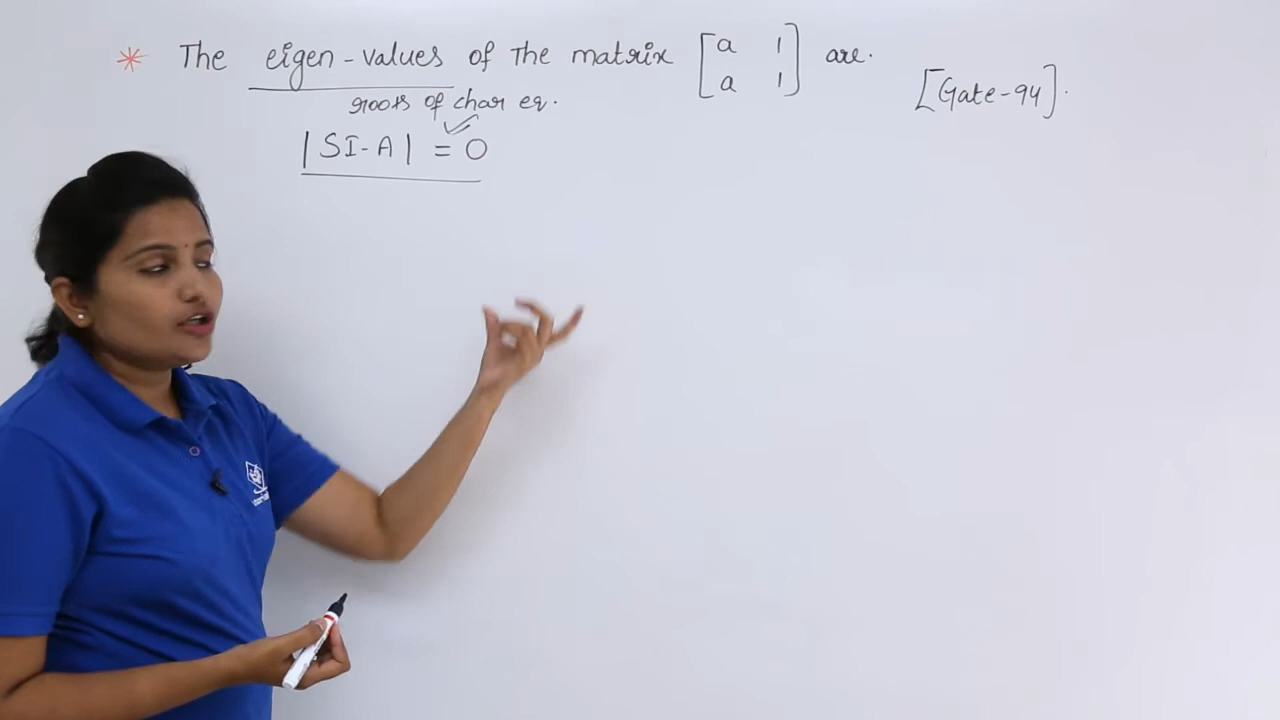 * The eigen-values of the matrix [a 1
a 1] are.
[Gate-94].
roots of char eq.
|SI-A| = 0